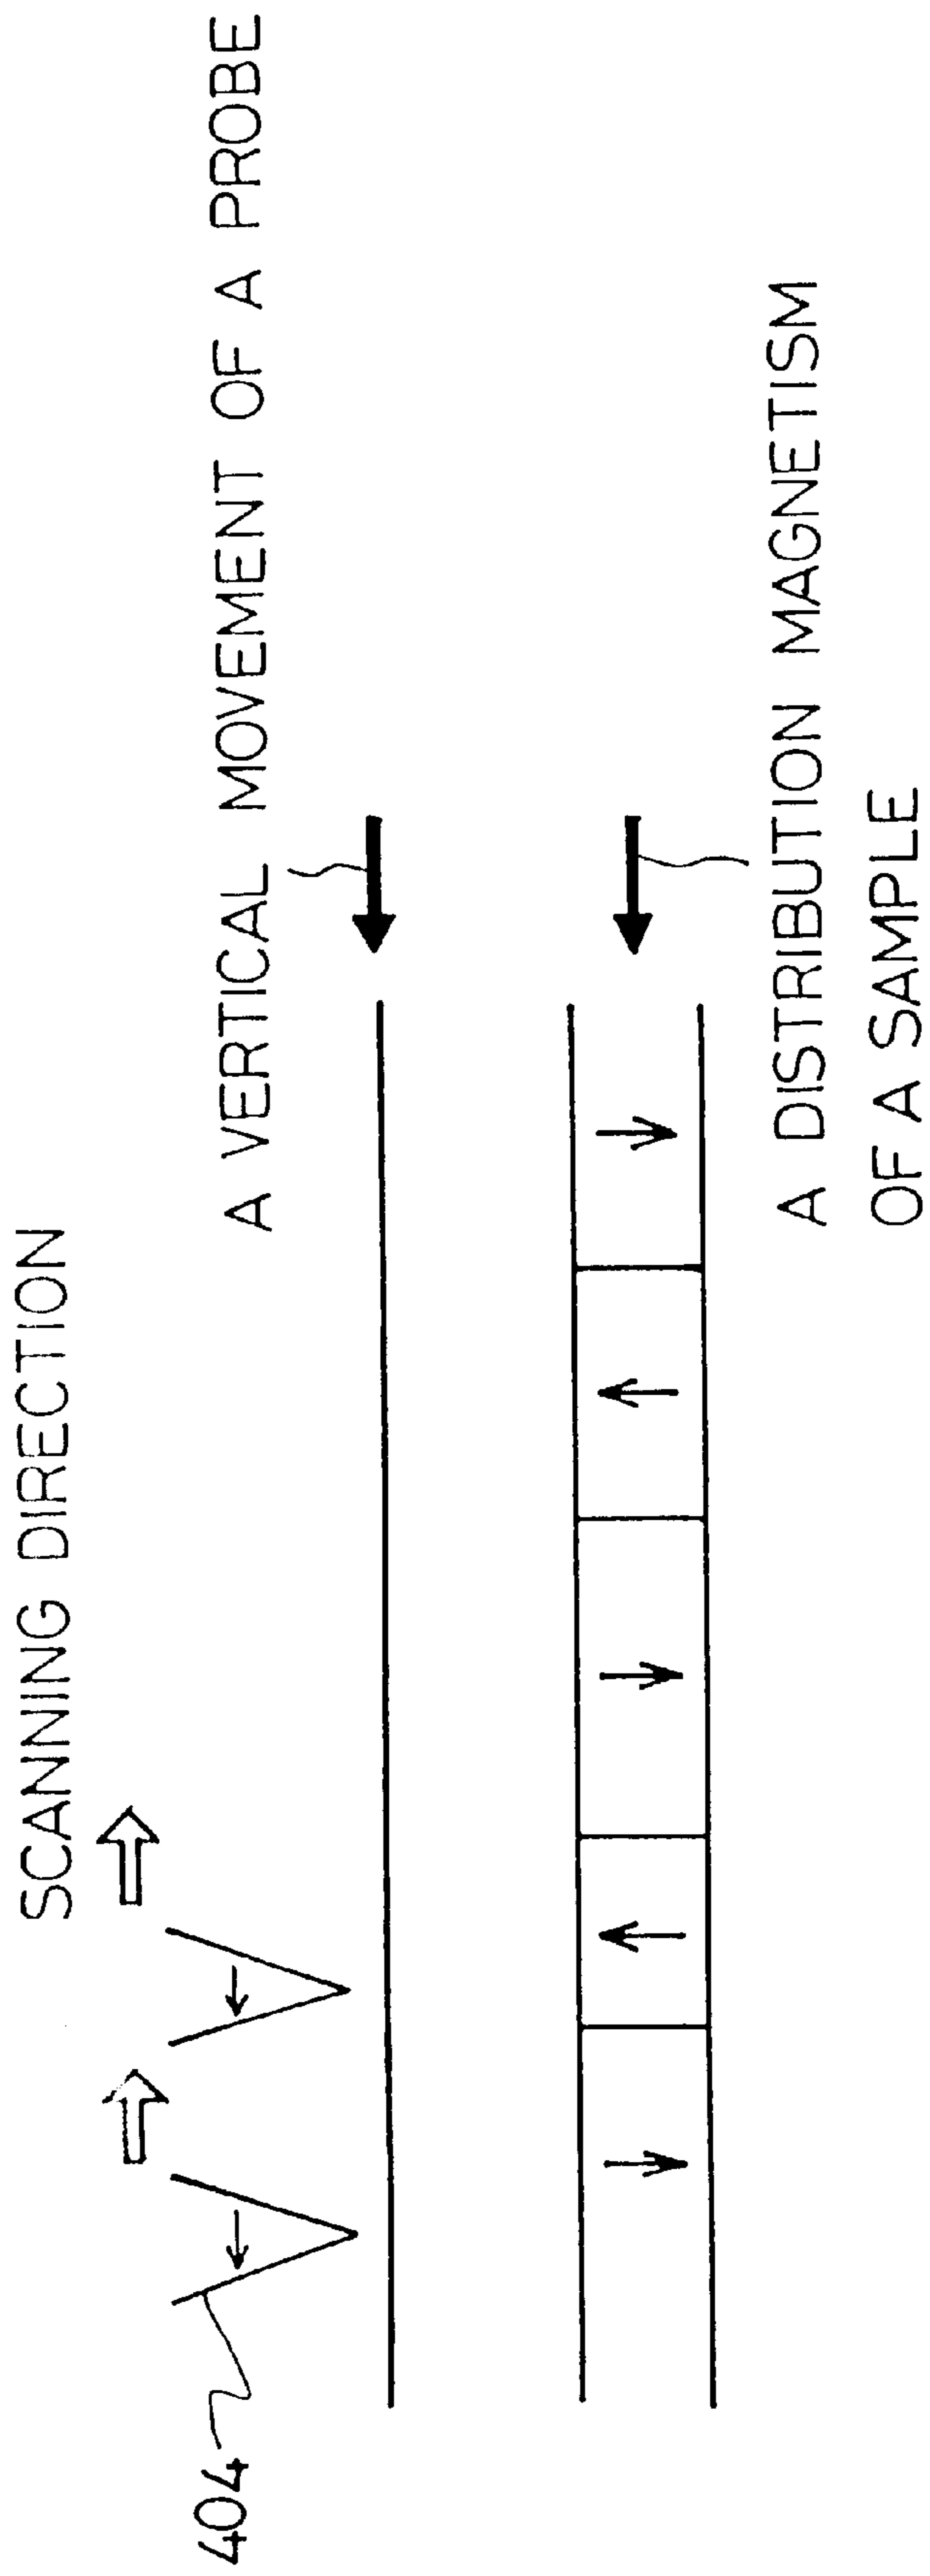 SCANNING DIRECTION
A VERTICAL MOVEMENT OF A PROBE
404
A DISTRIBUTION MAGNETISM
OF A SAMPLE